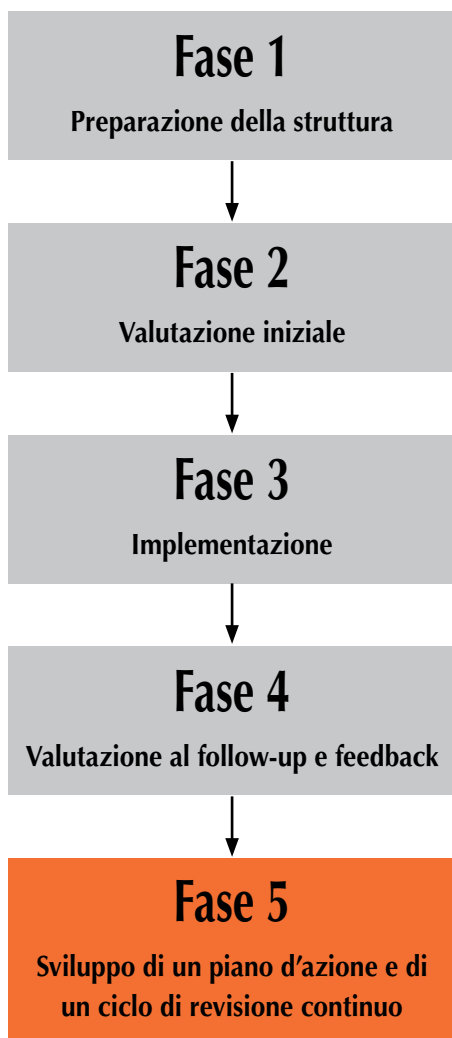 Fase 1
Preparazione della struttura
Fase 2
Valutazione iniziale
Fase 3
Implementazione
Fase 4
Valutazione al follow-up e feedback
Fase 5
Sviluppo di un piano d'azione e di
un ciclo di revisione continuo